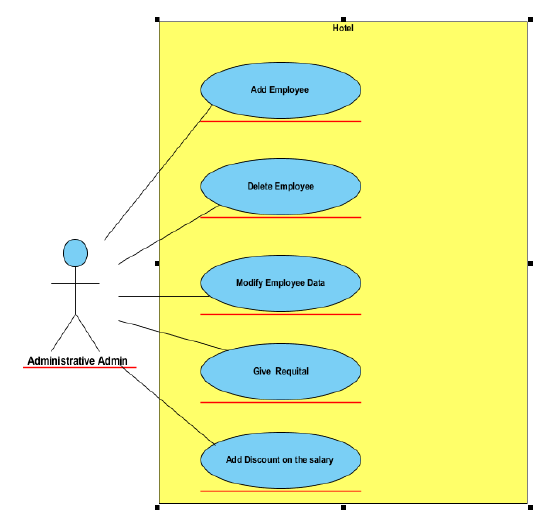 Hotel
Add Employee
Delete Employee
Modify Employee Data
Give Requital
Administrative Admin
Add Discount on the salary